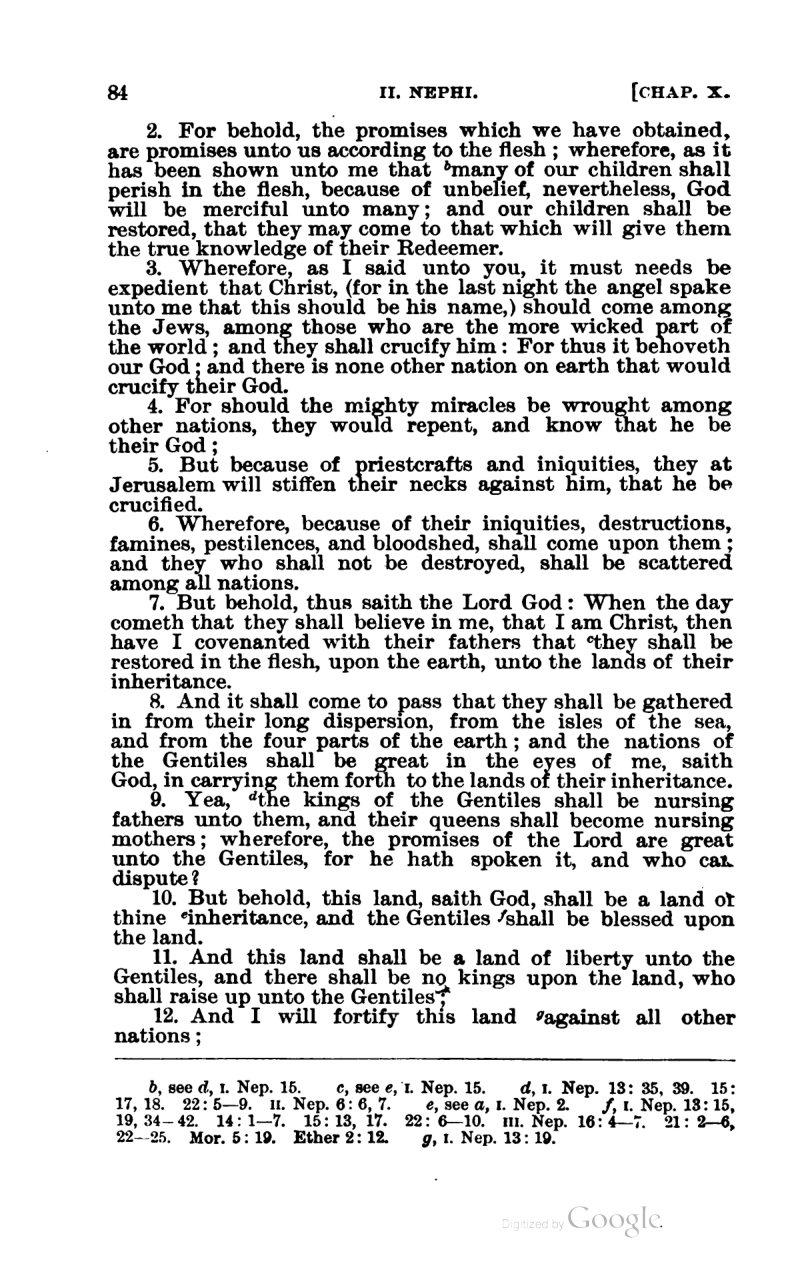 84 II. NEPHI. [CHAP. X.
2. For behold, the promises which we have obtained,
are promises unto us according to the flesh ; wherefore, as it
has been shown unto me that ᵇmany of our children shall
perish in the flesh, because of unbelief, nevertheless, God
will be merciful unto many ; and our children shall be
restored, that they may come to that which will give them
the true knowledge of their Redeemer.
3. Wherefore, as I said unto you, it must needs be
expedient that Christ, (for in the last night the angel spake
unto me that this should be his name,) should come among
the Jews, among those who are the more wicked part of
the world ; and they shall crucify him : For thus it behoveth
our God ; and there is none other nation on earth that would
crucify their God.
4. For should the mighty miracles be wrought among
other nations, they would repent, and know that he be
their God ;
5. But because of priestcrafts and iniquities, they at
Jerusalem will stiffen their necks against him, that he be
crucified.
6. Wherefore, because of their iniquities, destructions,
famines, pestilences, and bloodshed, shall come upon them ;
and they who shall not be destroyed, shall be scattered
among all nations.
7. But behold, thus saith the Lord God : When the day
cometh that they shall believe in me, that I am Christ, then
have I covenanted with their fathers that ᶜthey shall be
restored in the flesh, upon the earth, unto the lands of their
inheritance.
8. And it shall come to pass that they shall be gathered
in from their long dispersion, from the isles of the sea,
and from the four parts of the earth ; and the nations of
the Gentiles shall be great in the eyes of me, saith
God, in carrying them forth to the lands of their inheritance.
9. Yea, ᵈthe kings of the Gentiles shall be nursing
fathers unto them, and their queens shall become nursing
mothers ; wherefore, the promises of the Lord are great
unto the Gentiles, for he hath spoken it, and who can
dispute ?
10. But behold, this land, saith God, shall be a land of
thine ᵉinheritance, and the Gentiles ᶠshall be blessed upon
the land.
11. And this land shall be a land of liberty unto the
Gentiles, and there shall be no kings upon the land, who
shall raise up unto the Gentiles;
12. And I will fortify this land ᵍagainst all other
nations ;
b, see d, I. Nep. 15. c, see e, I. Nep. 15. d, I. Nep. 13 : 35, 39. 15 :
17, 18. 22 : 5—9. II. Nep. 6 : 6, 7. e, see a, I. Nep. 2. f, I. Nep. 13 : 15,
19, 34—42. 14 : 1—7. 15 : 13, 17. 22 : 6—10. III. Nep. 16 : 4—7. 21 : 2—6,
22—25. Mor. 5 : 19. Ether 2 : 12. g, I. Nep. 13 : 19.
Digitized by Google